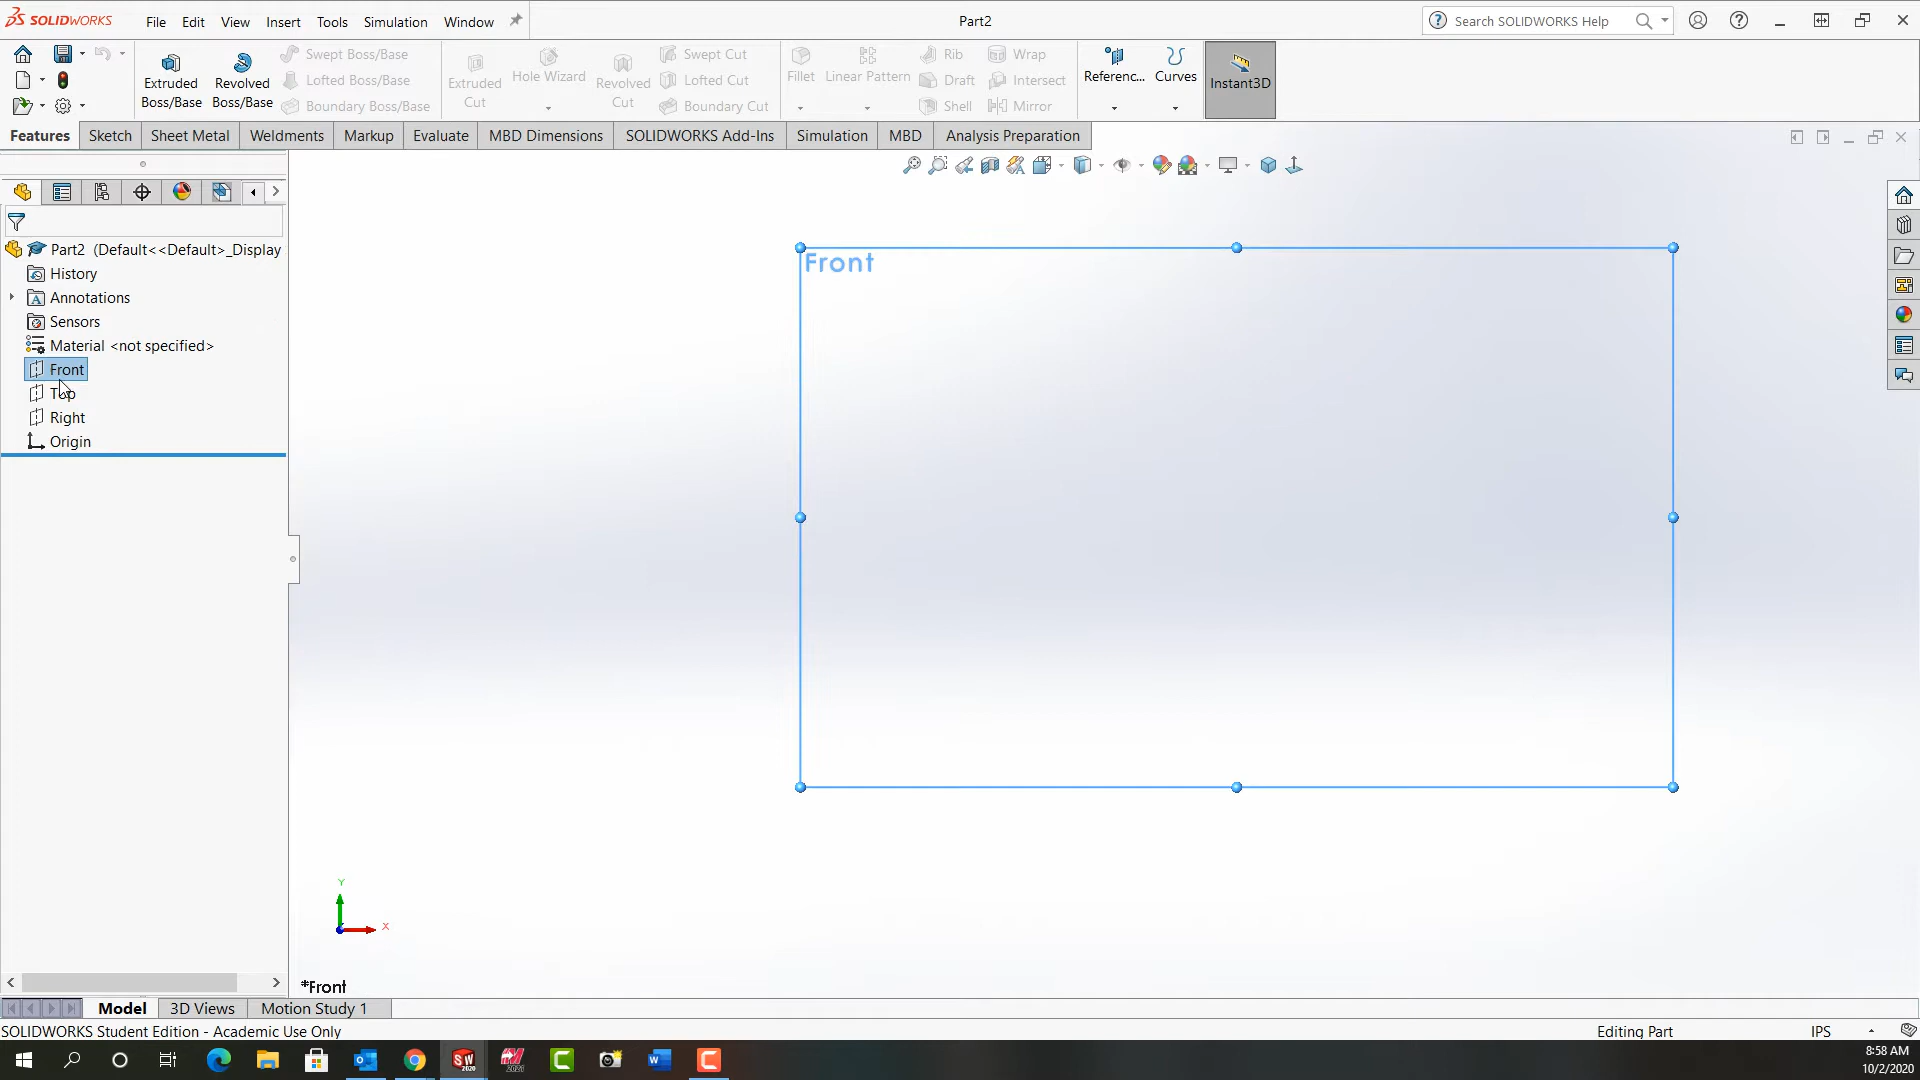 SOLIDWORKS File Edit View Insert Tools Simulation Window Part2 Search SOLIDWORKS Help
Extruded Boss/Base
Revolved Boss/Base
Swept Boss/Base
Lofted Boss/Base
Boundary Boss/Base
Extruded Cut
Hole Wizard
Revolved Cut
Swept Cut
Lofted Cut
Boundary Cut
Fillet
Linear Pattern
Rib
Draft
Shell
Wrap
Intersect
Mirror
Referenc...
Curves
Instant3D
Features Sketch Sheet Metal Weldments Markup Evaluate MBD Dimensions SOLIDWORKS Add-Ins Simulation MBD Analysis Preparation
Part2 (Default<<Default>_Display
History
Annotations
Sensors
Material <not specified>
Front
Top
Right
Origin
Front
Y
X
*Front
Model 3D Views Motion Study 1
SOLIDWORKS Student Edition - Academic Use Only Editing Part IPS
8:58 AM
10/2/2020